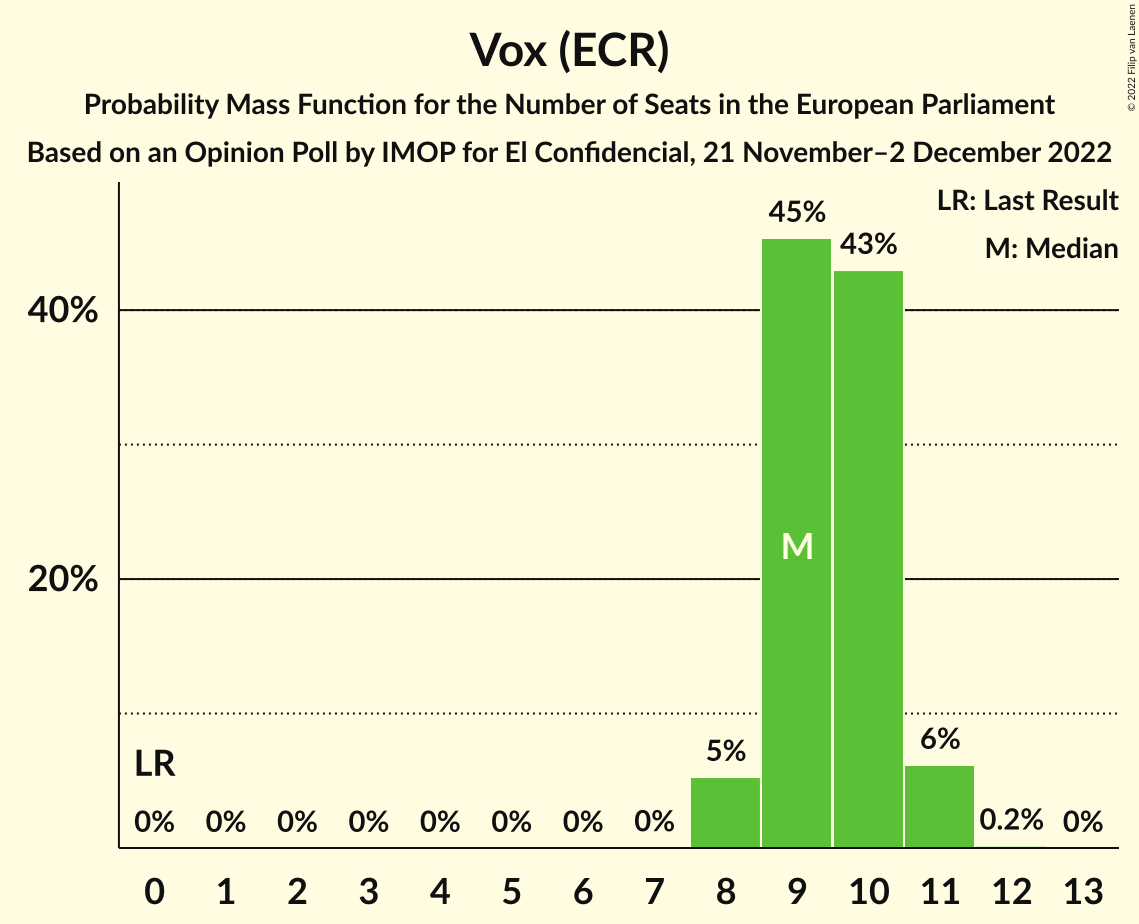 Vox (ECR)
Probability Mass Function for the Number of Seats in the European Parliament
Based on an Opinion Poll by IMOP for El Confidencial, 21 November–2 December 2022
© 2022 Filip van Laenen
LR: Last Result
M: Median
45%
43%
40%
M
20%
LR
5%
6%
0% 0% 0% 0% 0% 0% 0% 0% 0.2% 0%
0 1 2 3 4 5 6 7 8 9 10 11 12 13